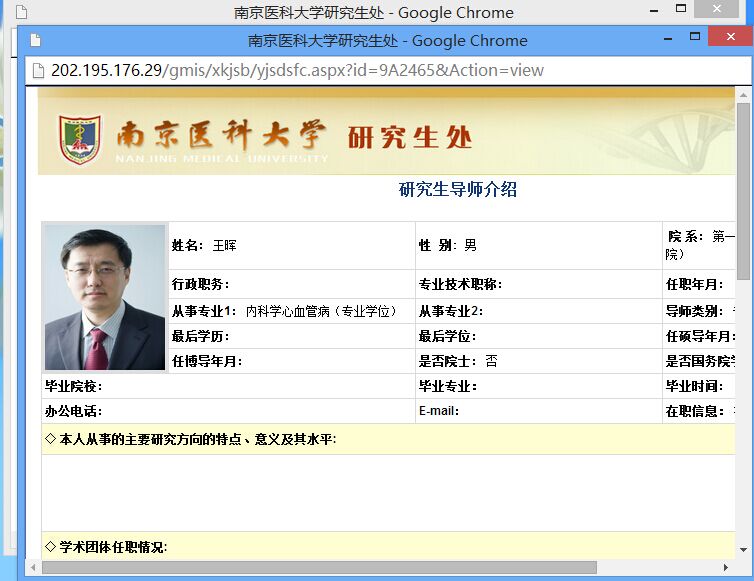 南京医科大学研究生处 - Google Chrome
南京医科大学研究生处 - Google Chrome
202.195.176.29/gmis/xkjsb/yjsdsfc.aspx?id=9A2465&Action=view
南京医科大学 研究生处
NANJING MEDICAL UNIVERSITY
研究生导师介绍
姓名：王晖 性 别：男 院 系：第一
院）
行政职务： 专业技术职称： 任职年月：
从事专业1：内科学心血管病（专业学位） 从事专业2： 导师类别：
最后学历： 最后学位： 任硕导年月：
任博导年月： 是否院士：否 是否国务院学
毕业院校： 毕业专业： 毕业时间：
办公电话： E-mail： 在职信息：
◇ 本人从事的主要研究方向的特点、意义及其水平:
◇ 学术团体任职情况: